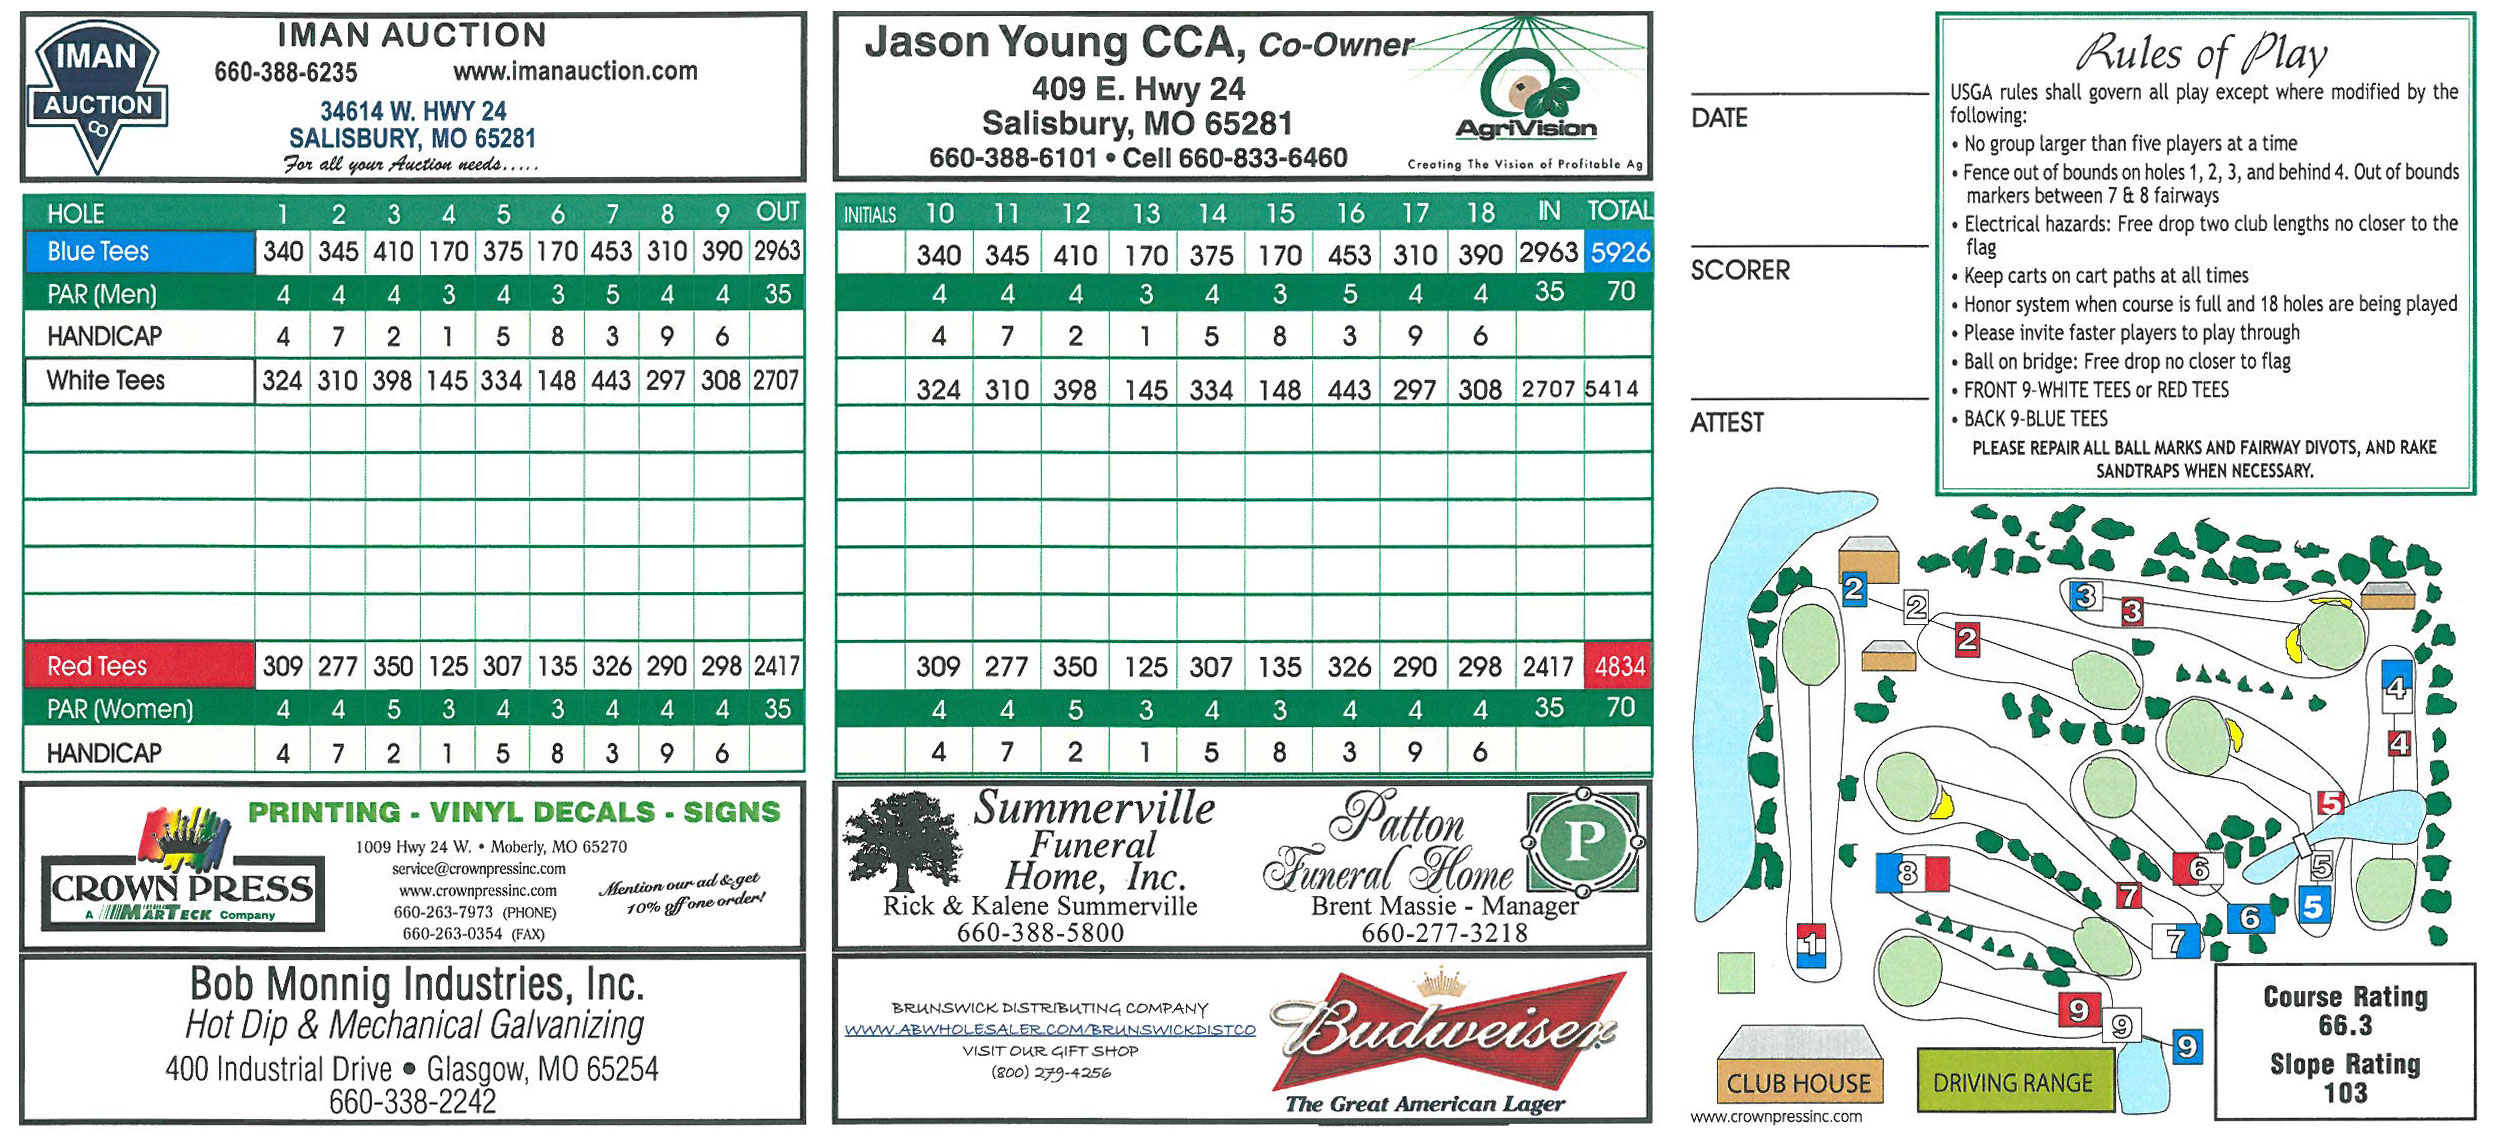 IMAN
AUCTION
CO
IMAN AUCTION
660-388-6235 www.imanauction.com
34614 W. HWY 24
SALISBURY, MO 65281
For all your Auction needs.....
Jason Young CCA, Co-Owner
409 E. Hwy 24
Salisbury, MO 65281
660-388-6101 • Cell 660-833-6460
AgriVision
Creating The Vision of Profitable Ag
HOLE 1 2 3 4 5 6 7 8 9 OUT
Blue Tees 340 345 410 170 375 170 453 310 390 2963
PAR (Men) 4 4 4 3 4 3 5 4 4 35
HANDICAP 4 7 2 1 5 8 3 9 6
White Tees 324 310 398 145 334 148 443 297 308 2707
Red Tees 309 277 350 125 307 135 326 290 298 2417
PAR (Women) 4 4 5 3 4 3 4 4 4 35
HANDICAP 4 7 2 1 5 8 3 9 6
INITIALS 10 11 12 13 14 15 16 17 18 IN TOTAL
340 345 410 170 375 170 453 310 390 2963 5926
4 4 4 3 4 3 5 4 4 35 70
4 7 2 1 5 8 3 9 6
324 310 398 145 334 148 443 297 308 2707 5414
309 277 350 125 307 135 326 290 298 2417 4834
4 4 5 3 4 3 4 4 4 35 70
4 7 2 1 5 8 3 9 6
PRINTING - VINYL DECALS - SIGNS
1009 Hwy 24 W. • Moberly, MO 65270
service@crownpressinc.com
www.crownpressinc.com
660-263-7973 (PHONE)
660-263-0354 (FAX)
Mention our ad & get
10% off one order!
CROWN PRESS
A MARTECK Company
Summerville
Funeral
Home, Inc.
Rick & Kalene Summerville
660-388-5800
Patton
Funeral Home
P
Brent Massie - Manager
660-277-3218
Bob Monnig Industries, Inc.
Hot Dip & Mechanical Galvanizing
400 Industrial Drive • Glasgow, MO 65254
660-338-2242
BRUNSWICK DISTRIBUTING COMPANY
WWW.ABWHOLESALER.COM/BRUNSWICKDISTCO
VISIT OUR GIFT SHOP
(800) 279-4256
Budweiser
The Great American Lager
DATE
SCORER
ATTEST
Rules of Play
USGA rules shall govern all play except where modified by the
following:
• No group larger than five players at a time
• Fence out of bounds on holes 1, 2, 3, and behind 4. Out of bounds
markers between 7 & 8 fairways
• Electrical hazards: Free drop two club lengths no closer to the
flag
• Keep carts on cart paths at all times
• Honor system when course is full and 18 holes are being played
• Please invite faster players to play through
• Ball on bridge: Free drop no closer to flag
• FRONT 9-WHITE TEES or RED TEES
• BACK 9-BLUE TEES
PLEASE REPAIR ALL BALL MARKS AND FAIRWAY DIVOTS, AND RAKE
SANDTRAPS WHEN NECESSARY.
2
2
2
3
3
4
4
5
5
5
6
6
7
7
8
1
9
9
9
CLUB HOUSE
DRIVING RANGE
www.crownpressinc.com
Course Rating
66.3
Slope Rating
103